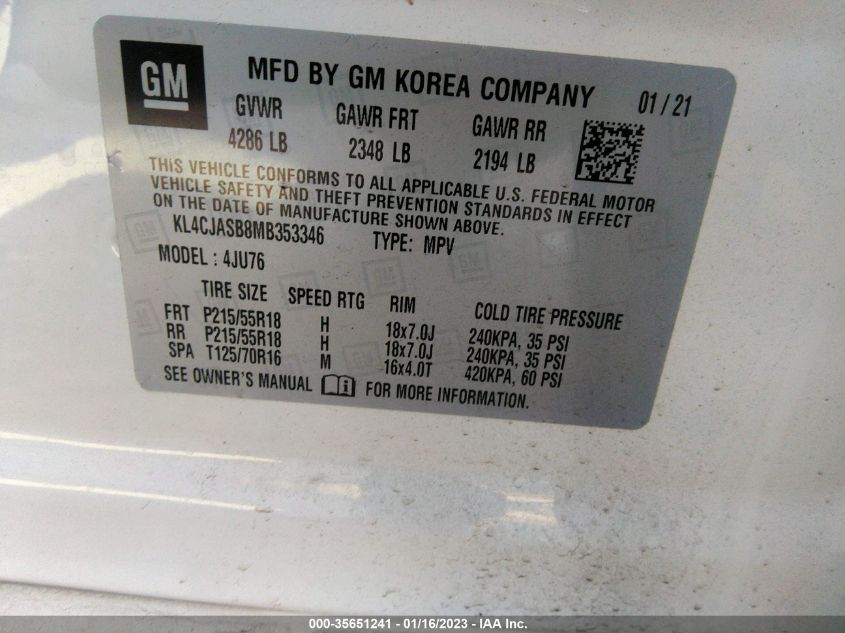 GM
MFD BY GM KOREA COMPANY 01 / 21
GVWR GAWR FRT GAWR RR
4286 LB 2348 LB 2194 LB
THIS VEHICLE CONFORMS TO ALL APPLICABLE U.S. FEDERAL MOTOR
VEHICLE SAFETY AND THEFT PREVENTION STANDARDS IN EFFECT
ON THE DATE OF MANUFACTURE SHOWN ABOVE.
KL4CJASB8MB353346 TYPE: MPV
MODEL : 4JU76
TIRE SIZE SPEED RTG RIM COLD TIRE PRESSURE
FRT P215/55R18 H 18x7.0J 240KPA, 35 PSI
RR P215/55R18 H 18x7.0J 240KPA, 35 PSI
SPA T125/70R16 M 16x4.0T 420KPA, 60 PSI
SEE OWNER'S MANUAL FOR MORE INFORMATION.
000-35651241 - 01/16/2023 - IAA Inc.